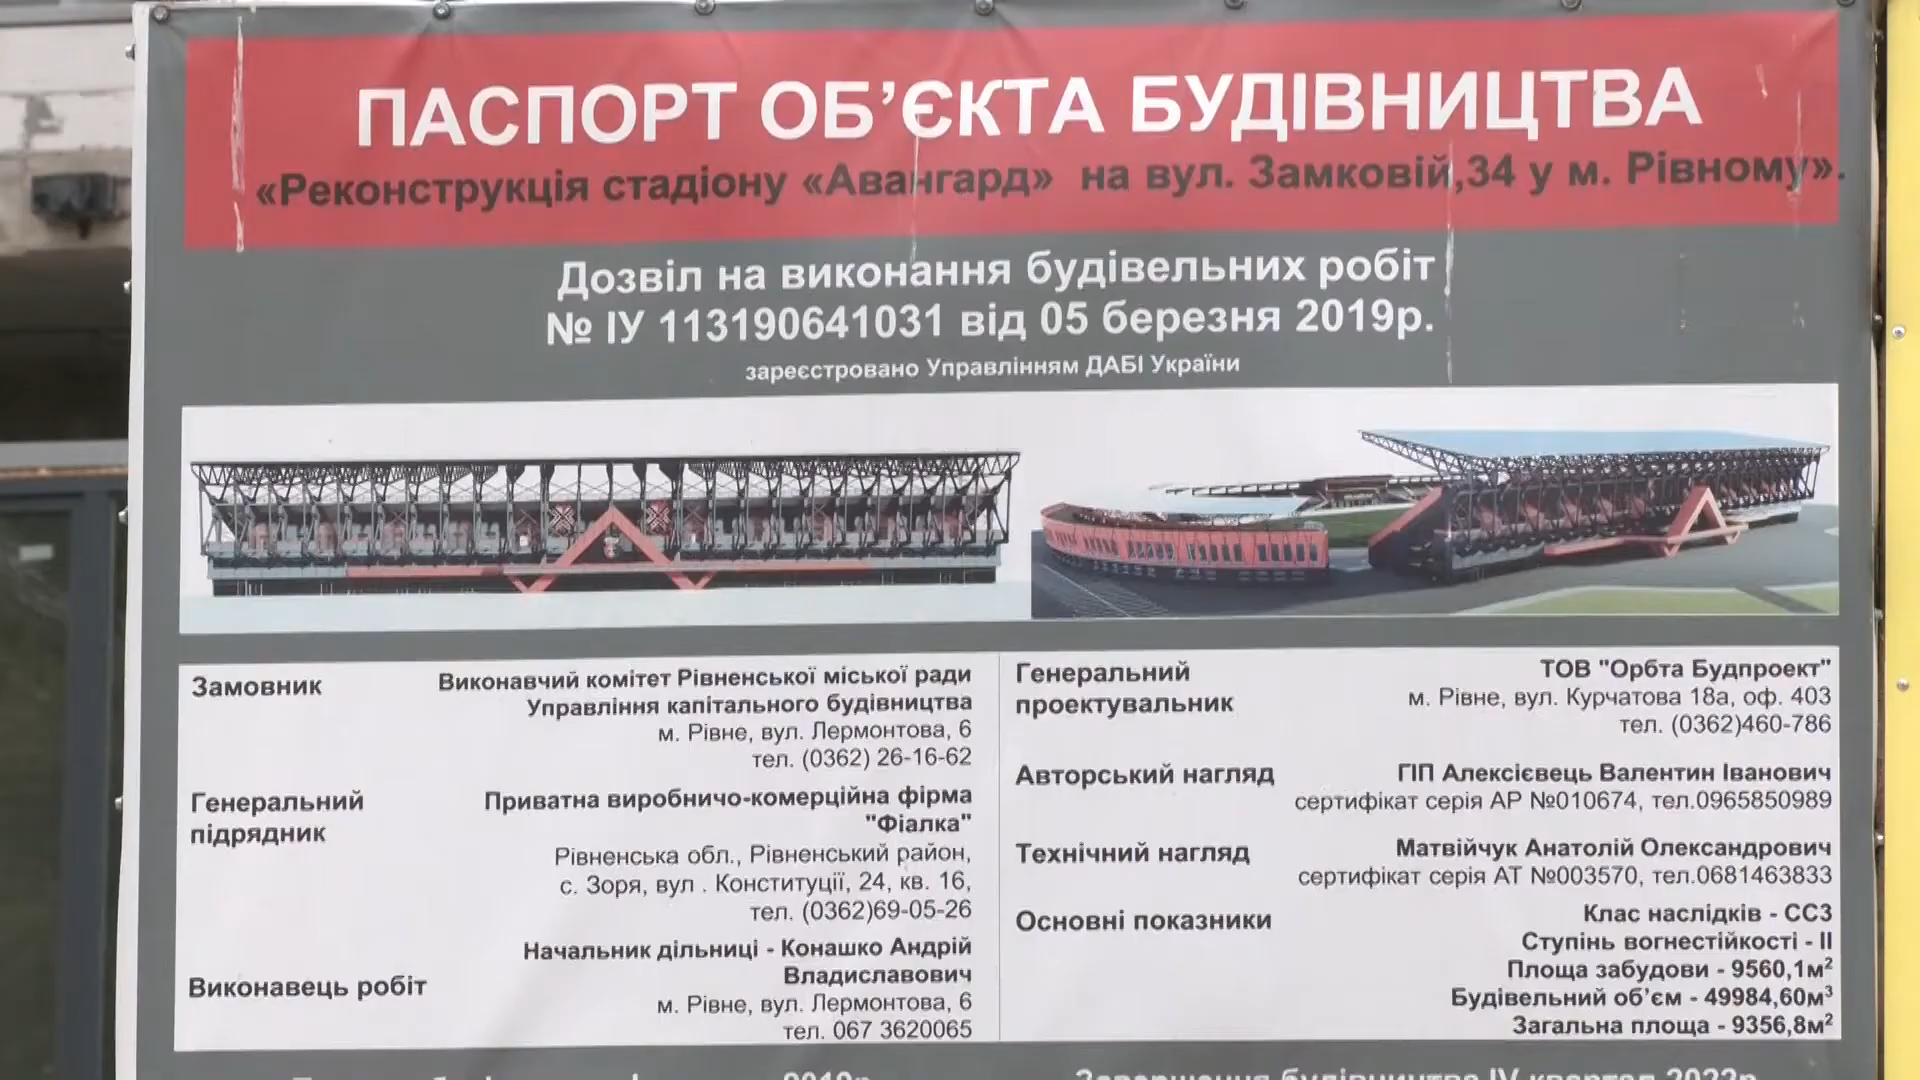 ПАСПОРТ ОБ’ЄКТА БУДІВНИЦТВА
«Реконструкція стадіону «Авангард» на вул. Замковій,34 у м. Рівному».
Дозвіл на виконання будівельних робіт
№ ІУ 113190641031 від 05 березня 2019р.
зареєстровано Управлінням ДАБІ України
Замовник
Виконавчий комітет Рівненської міської ради
Управління капітального будівництва
м. Рівне, вул. Лермонтова, 6
тел. (0362) 26-16-62
Генеральний
підрядник
Приватна виробничо-комерційна фірма
"Фіалка"
Рівненська обл., Рівненський район,
с. Зоря, вул . Конституції, 24, кв. 16,
тел. (0362)69-05-26
Виконавець робіт
Начальник дільниці - Конашко Андрій
Владиславович
м. Рівне, вул. Лермонтова, 6
тел. 067 3620065
Генеральний
проектувальник
ТОВ "Орбта Будпроект"
м. Рівне, вул. Курчатова 18а, оф. 403
тел. (0362)460-786
Авторський нагляд
ГІП Алексієвець Валентин Іванович
сертифікат серія АР №010674, тел.0965850989
Технічний нагляд
Матвійчук Анатолій Олександрович
сертифікат серія АТ №003570, тел.0681463833
Основні показники
Клас наслідків - СС3
Ступінь вогнестійкості - ІІ
Площа забудови - 9560,1м²
Будівельний об’єм - 49984,60м³
Загальна площа - 9356,8м²
2019р.
Завершення будівництва IV квартал 2022р.